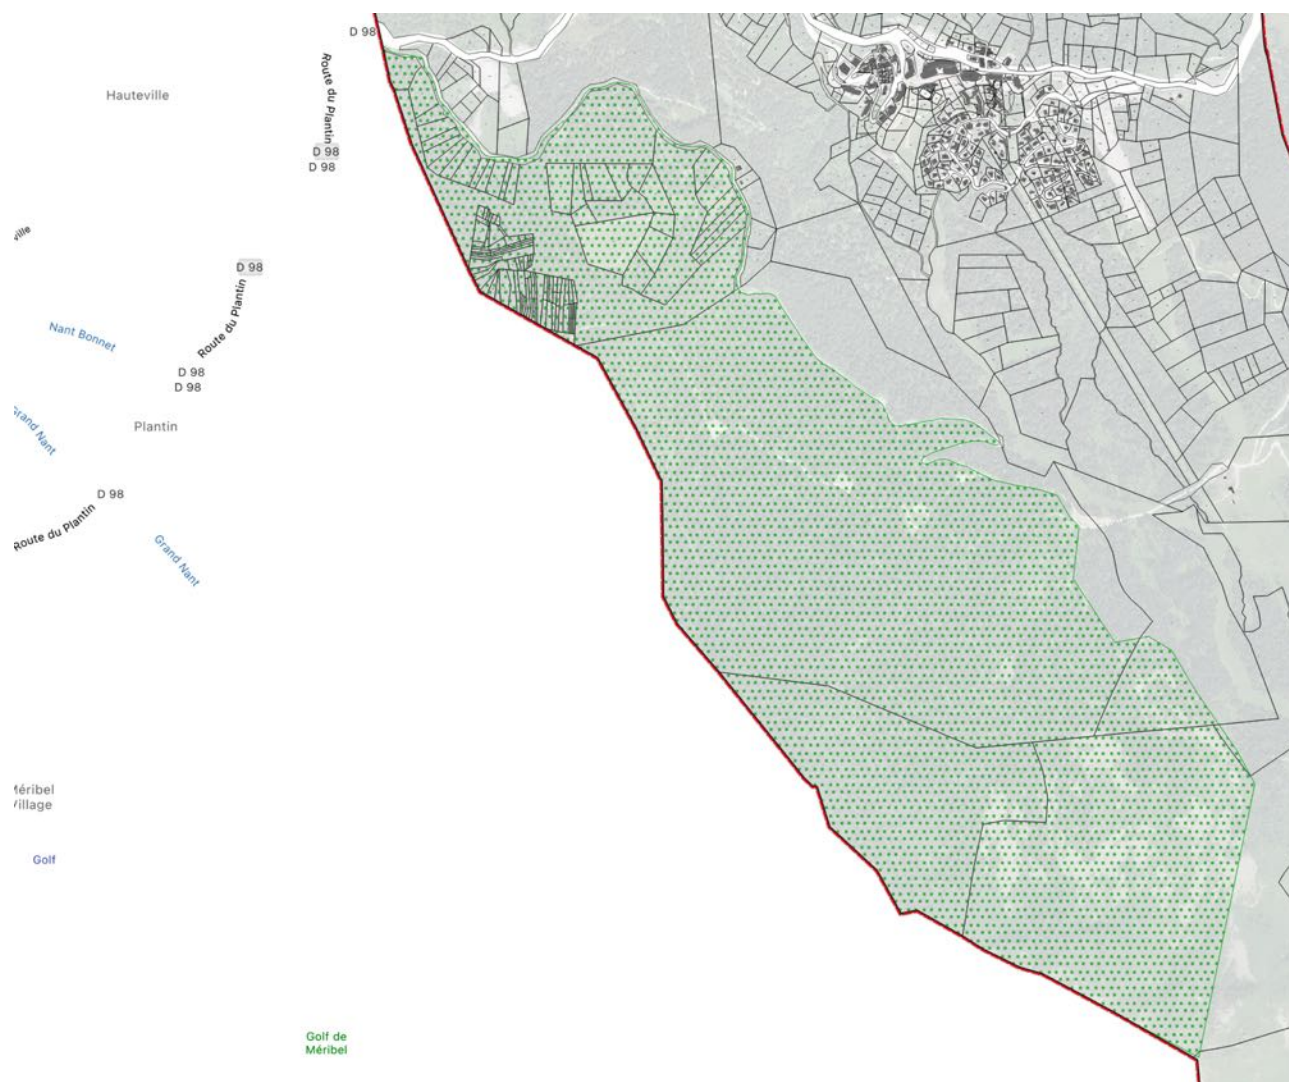 D 98
Route du Plantin
Hauteville
D 98
D 98
D 98
Route du Plantin
Nant Bonnet
D 98
D 98
Grand Nant
Plantin
D 98
Route du Plantin
Grand Nant
Méribel
Village
Golf
Golf de
Méribel